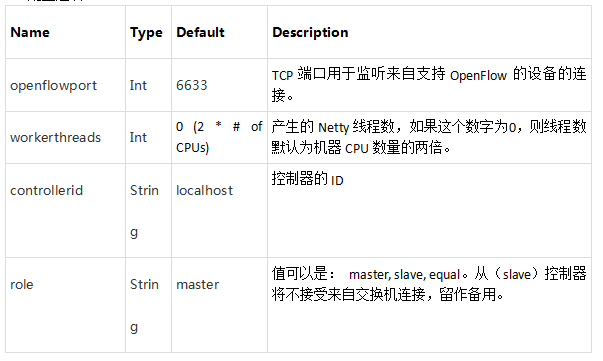 Name Type Default Description
openflowport Int 6633 TCP 端口用于监听来自支持 OpenFlow 的设备的连
接。
workerthreads Int 0 (2 * # of
CPUs) 产生的 Netty 线程数，如果这个数字为0，则线程数
默认为机器 CPU 数量的两倍。
controllerid Strin
g localhost 控制器的 ID
role Strin
g master 值可以是： master, slave, equal。从（slave）控制器
将不接受来自交换机连接，留作备用。